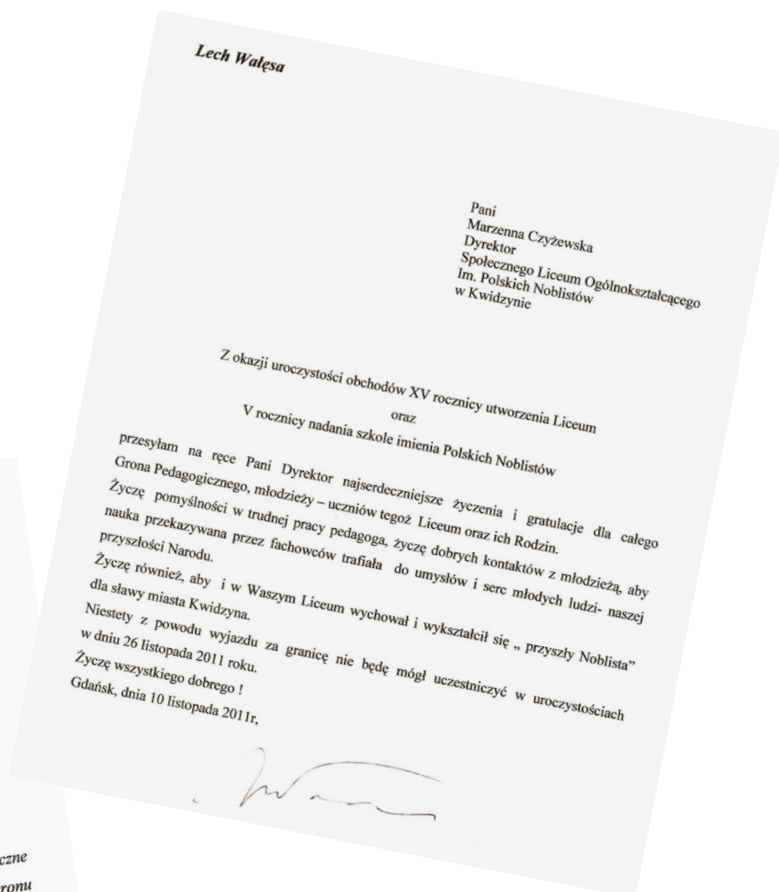 Lech Wałęsa
Pani
Marzenna Czyżewska
Dyrektor
Społecznego Liceum Ogólnokształcącego
Im. Polskich Noblistów
w Kwidzynie
Z okazji uroczystości obchodów XV rocznicy utworzenia Liceum
oraz
V rocznicy nadania szkole imienia Polskich Noblistów
przesyłam na ręce Pani Dyrektor najserdeczniejsze życzenia i gratulacje dla całego
Grona Pedagogicznego, młodzieży – uczniów tegoż Liceum oraz ich Rodzin.
Życzę pomyślności w trudnej pracy pedagoga, życzę dobrych kontaktów z młodzieżą, aby
nauka przekazywana przez fachowców trafiała do umysłów i serc młodych ludzi- naszej
przyszłości Narodu.
Życzę również, aby i w Waszym Liceum wychował i wykształcił się „ przyszły Noblista”
dla sławy miasta Kwidzyna.
Niestety z powodu wyjazdu za granicę nie będę mógł uczestniczyć w uroczystościach
w dniu 26 listopada 2011 roku.
Życzę wszystkiego dobrego !
Gdańsk, dnia 10 listopada 2011r,
czne
ronu